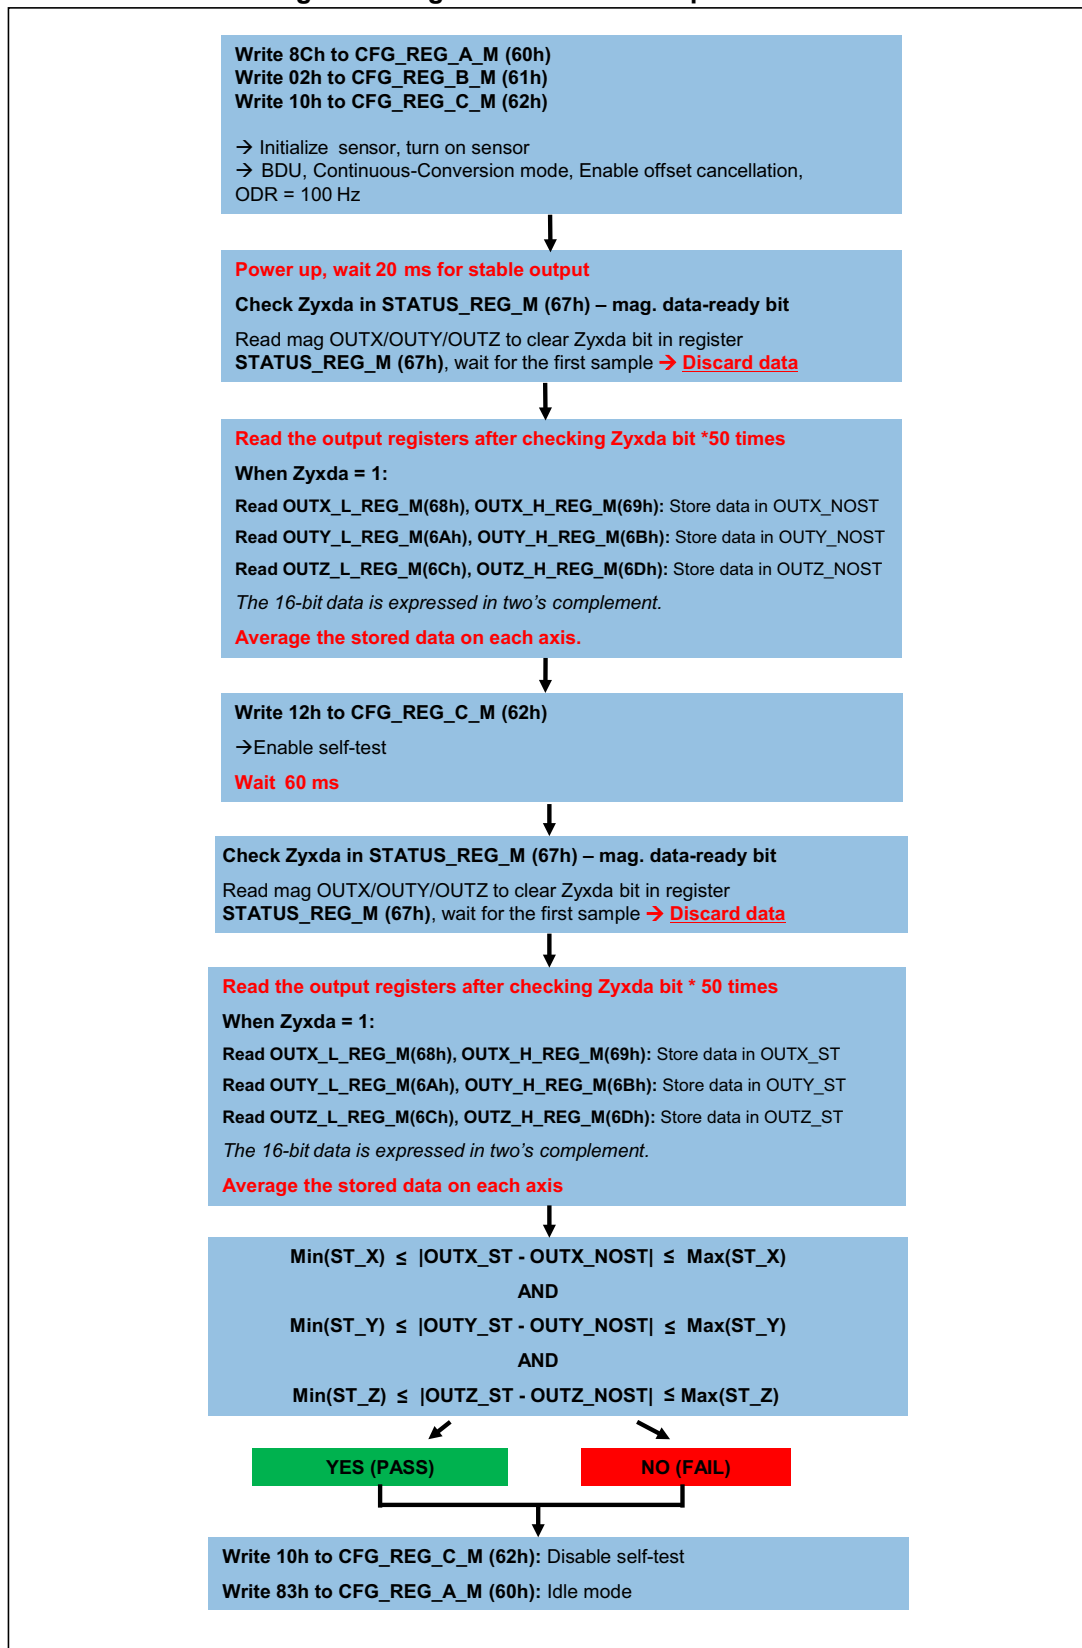 Write 8Ch to CFG_REG_A_M (60h)
Write 02h to CFG_REG_B_M (61h)
Write 10h to CFG_REG_C_M (62h)
→ Initialize sensor, turn on sensor
→ BDU, Continuous-Conversion mode, Enable offset cancellation,
ODR = 100 Hz
Power up, wait 20 ms for stable output
Check Zyxda in STATUS_REG_M (67h) – mag. data-ready bit
Read mag OUTX/OUTY/OUTZ to clear Zyxda bit in register
STATUS_REG_M (67h), wait for the first sample → Discard data
Read the output registers after checking Zyxda bit *50 times
When Zyxda = 1:
Read OUTX_L_REG_M(68h), OUTX_H_REG_M(69h): Store data in OUTX_NOST
Read OUTY_L_REG_M(6Ah), OUTY_H_REG_M(6Bh): Store data in OUTY_NOST
Read OUTZ_L_REG_M(6Ch), OUTZ_H_REG_M(6Dh): Store data in OUTZ_NOST
The 16-bit data is expressed in two's complement.
Average the stored data on each axis.
Write 12h to CFG_REG_C_M (62h)
→Enable self-test
Wait 60 ms
Check Zyxda in STATUS_REG_M (67h) – mag. data-ready bit
Read mag OUTX/OUTY/OUTZ to clear Zyxda bit in register
STATUS_REG_M (67h), wait for the first sample → Discard data
Read the output registers after checking Zyxda bit * 50 times
When Zyxda = 1:
Read OUTX_L_REG_M(68h), OUTX_H_REG_M(69h): Store data in OUTX_ST
Read OUTY_L_REG_M(6Ah), OUTY_H_REG_M(6Bh): Store data in OUTY_ST
Read OUTZ_L_REG_M(6Ch), OUTZ_H_REG_M(6Dh): Store data in OUTZ_ST
The 16-bit data is expressed in two's complement.
Average the stored data on each axis
Min(ST_X) ≤ |OUTX_ST - OUTX_NOST| ≤ Max(ST_X)
AND
Min(ST_Y) ≤ |OUTY_ST - OUTY_NOST| ≤ Max(ST_Y)
AND
Min(ST_Z) ≤ |OUTZ_ST - OUTZ_NOST| ≤ Max(ST_Z)
YES (PASS)
NO (FAIL)
Write 10h to CFG_REG_C_M (62h): Disable self-test
Write 83h to CFG_REG_A_M (60h): Idle mode